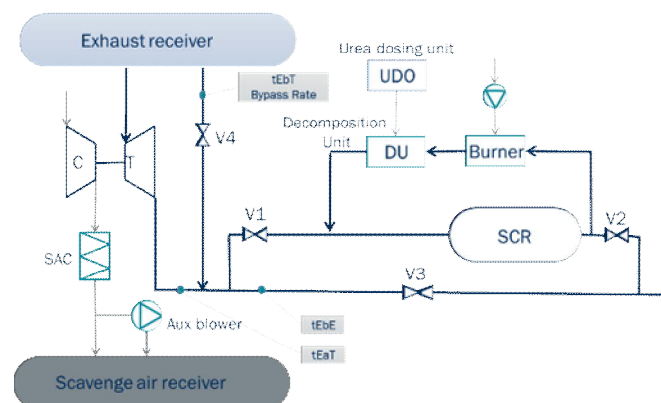 Exhaust receiver
Urea dosing unit
tEbT
Bypass Rate
UDO
Decomposition
Unit
V4
C
T
DU
Burner
V1
V2
SCR
SAC
V3
tEbE
Aux blower
tEaT
Scavenge air receiver